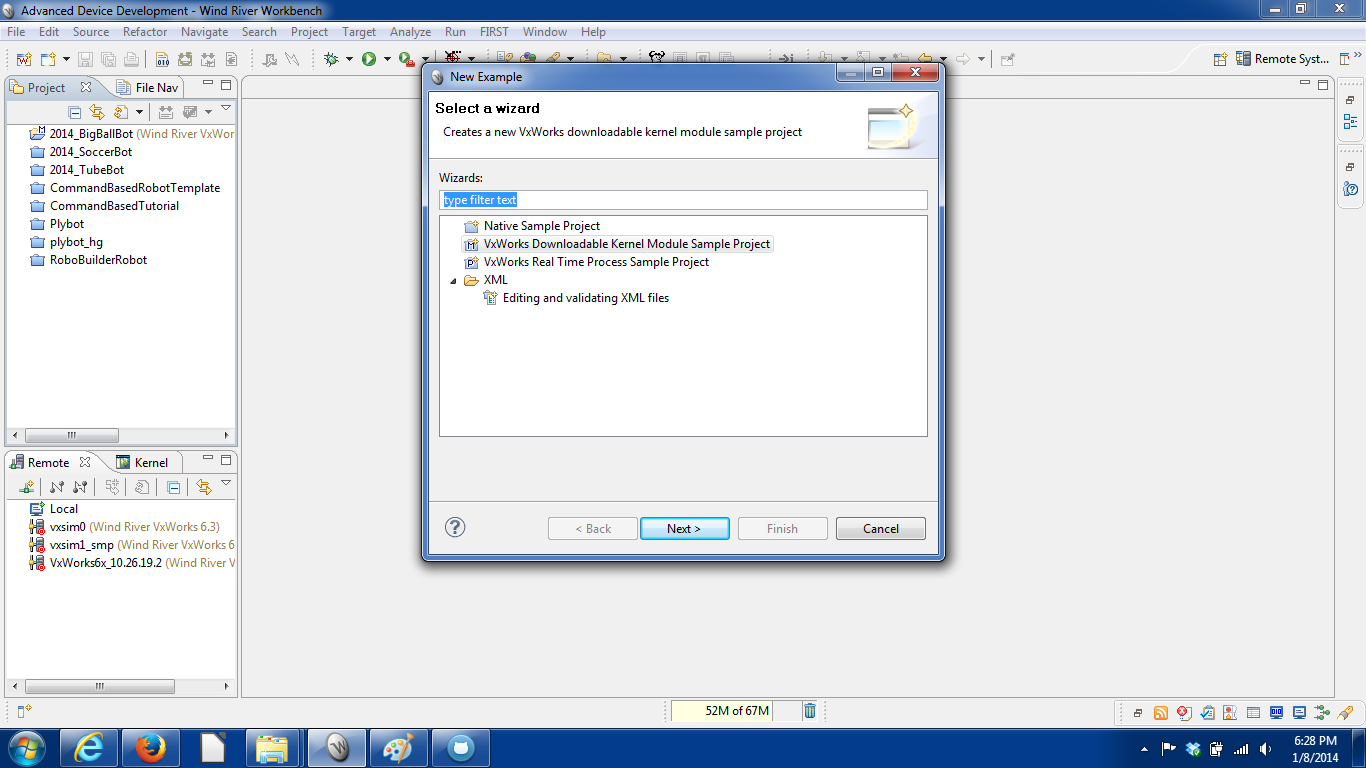 Advanced Device Development - Wind River Workbench
File Edit Source Refactor Navigate Search Project Target Analyze Run FIRST Window Help
Remote Syst...
Project
File Nav
2014_BigBallBot (Wind River VxWor
2014_SoccerBot
2014_TubeBot
CommandBasedRobotTemplate
CommandBasedTutorial
Plybot
plybot_hg
RoboBuilderRobot
Remote
Kernel
Local
vxsim0 (Wind River VxWorks 6.3)
vxsim1_smp (Wind River VxWorks 6
VxWorks6x_10.26.19.2 (Wind River V
New Example
Select a wizard
Creates a new VxWorks downloadable kernel module sample project
Wizards:
type filter text
Native Sample Project
VxWorks Downloadable Kernel Module Sample Project
VxWorks Real Time Process Sample Project
XML
Editing and validating XML files
< Back
Next >
Finish
Cancel
52M of 67M
6:28 PM
1/8/2014